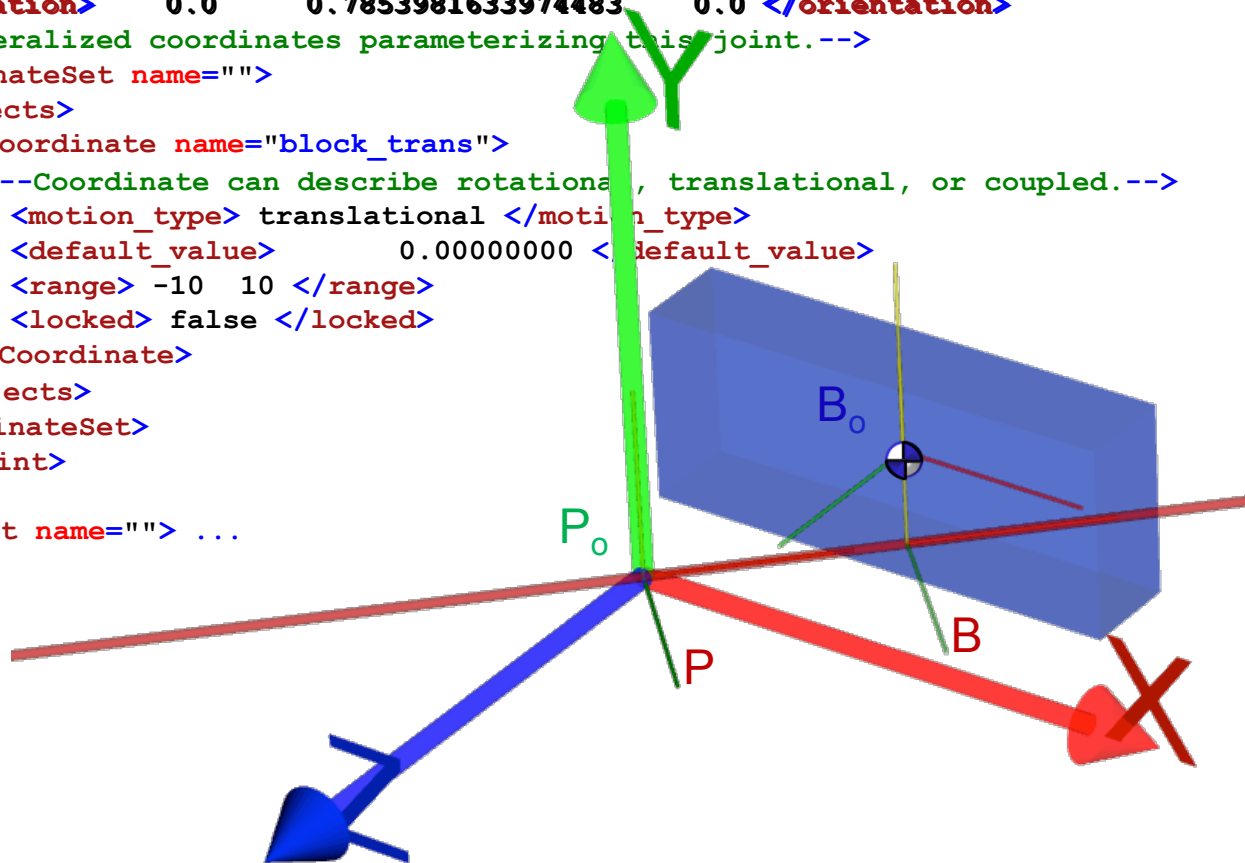 ation> 0.0 0.7853981633974483 0.0 </orientation>
eralized coordinates parameterizing this joint.-->
nateSet name="">
ects>
oordinate name="block_trans">
--Coordinate can describe rotational, translational, or coupled.-->
<motion_type> translational </motion_type>
<default_value> 0.00000000 </default_value>
<range> -10 10 </range>
<locked> false </locked>
Coordinate>
ects>
inateSet>
int>
t name=""> ...
Y
Bo
Po
B
P
X
Z